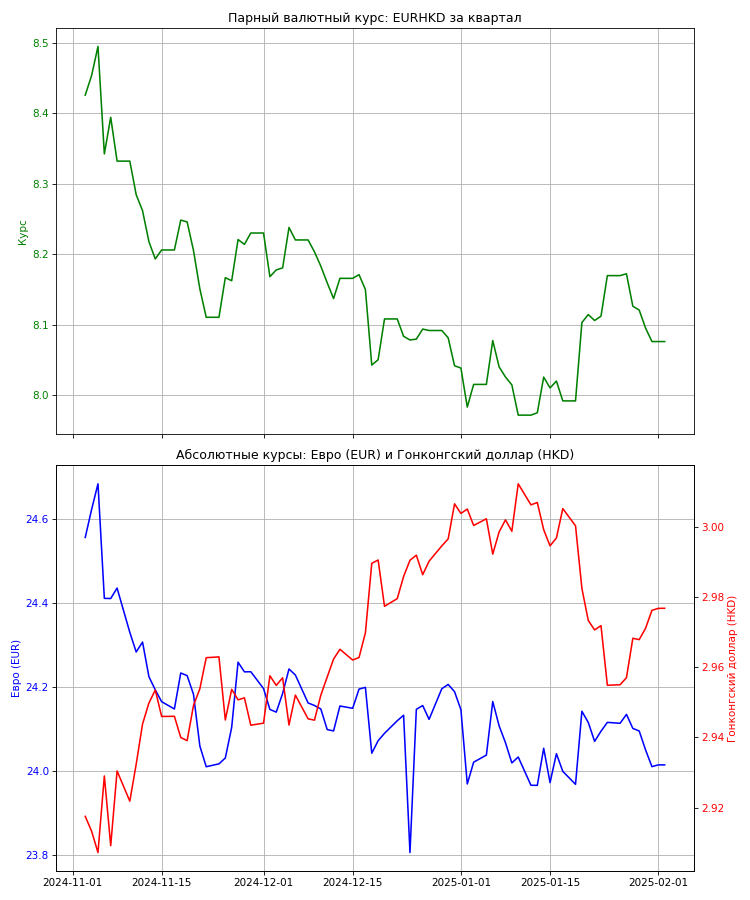 Парный валютный курс: EURHKD за квартал
8.5
8.4
8.3
8.2
8.1
8.0
Курс
Абсолютные курсы: Евро (EUR) и Гонконгский доллар (HKD)
24.6
24.4
24.2
24.0
23.8
Евро (EUR)
3.00
2.98
2.96
2.94
2.92
Гонконгский доллар (HKD)
2024-11-01 2024-11-15 2024-12-01 2024-12-15 2025-01-01 2025-01-15 2025-02-01